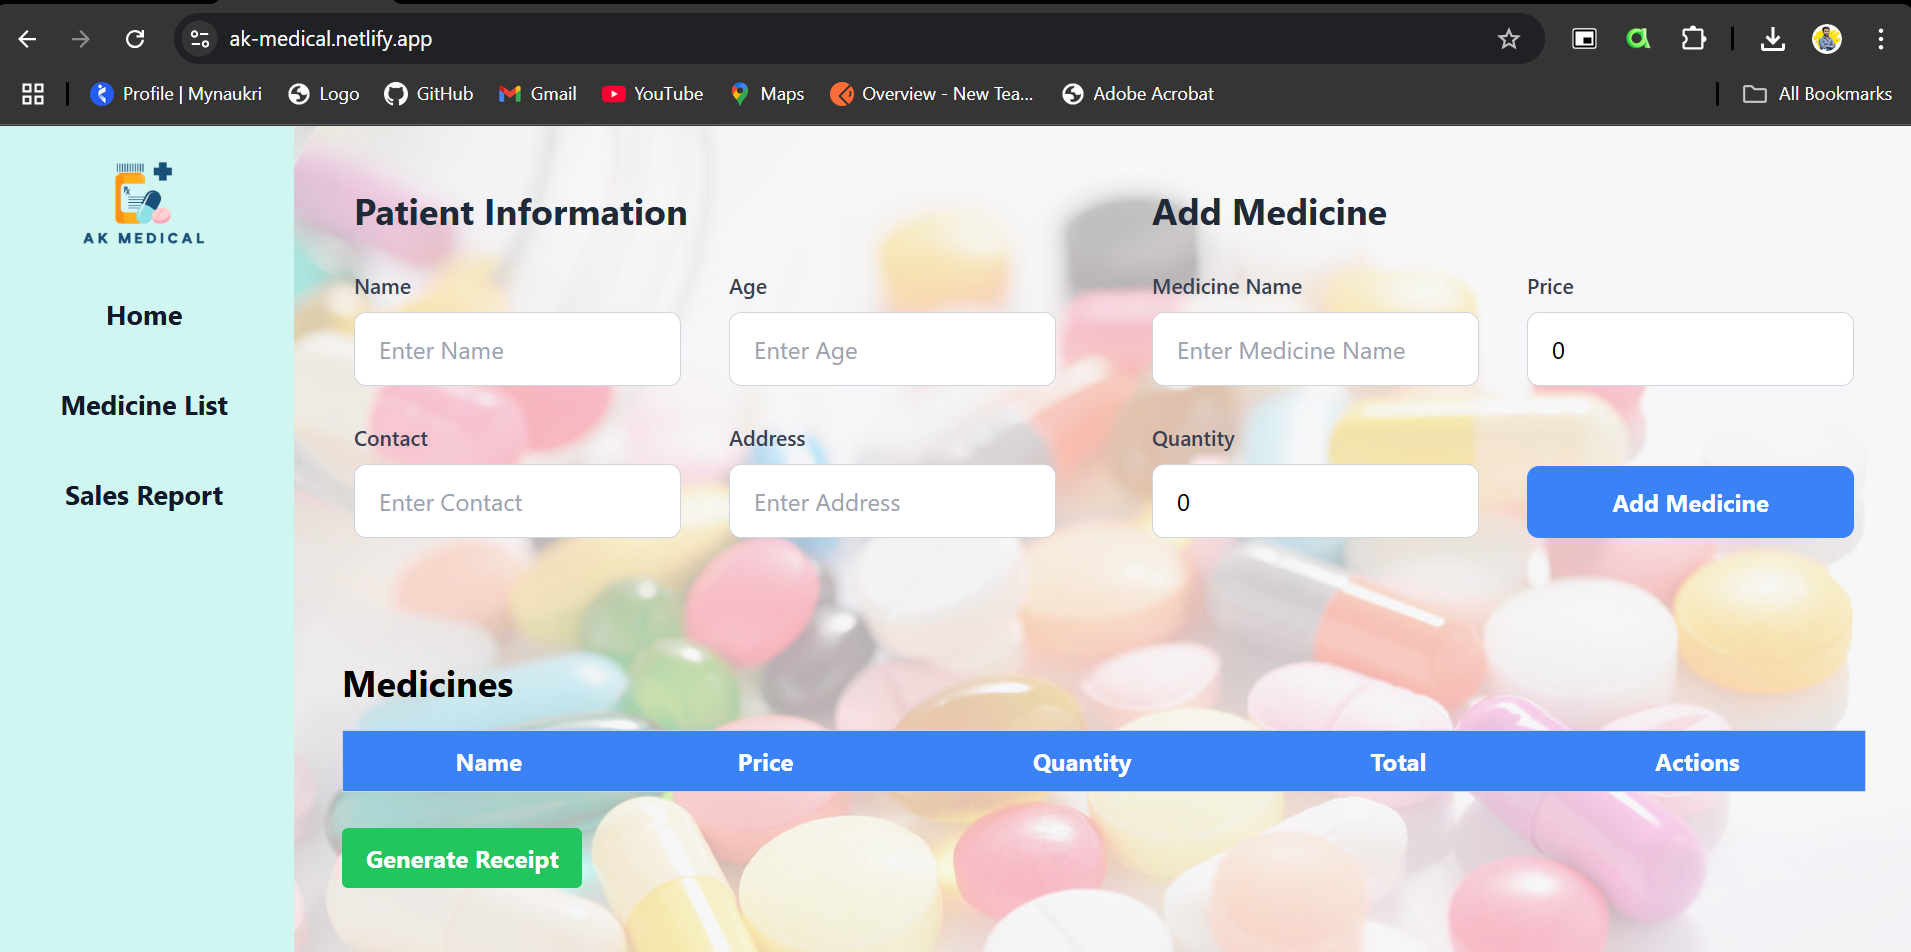 ak-medical.netlify.app
Profile | Mynaukri Logo GitHub Gmail YouTube Maps Overview - New Tea... Adobe Acrobat All Bookmarks
AK MEDICAL
Home
Medicine List
Sales Report
Patient Information
Name Age
Enter Name Enter Age
Contact Address
Enter Contact Enter Address
Add Medicine
Medicine Name Price
Enter Medicine Name 0
Quantity
0 Add Medicine
Medicines
Name Price Quantity Total Actions
Generate Receipt